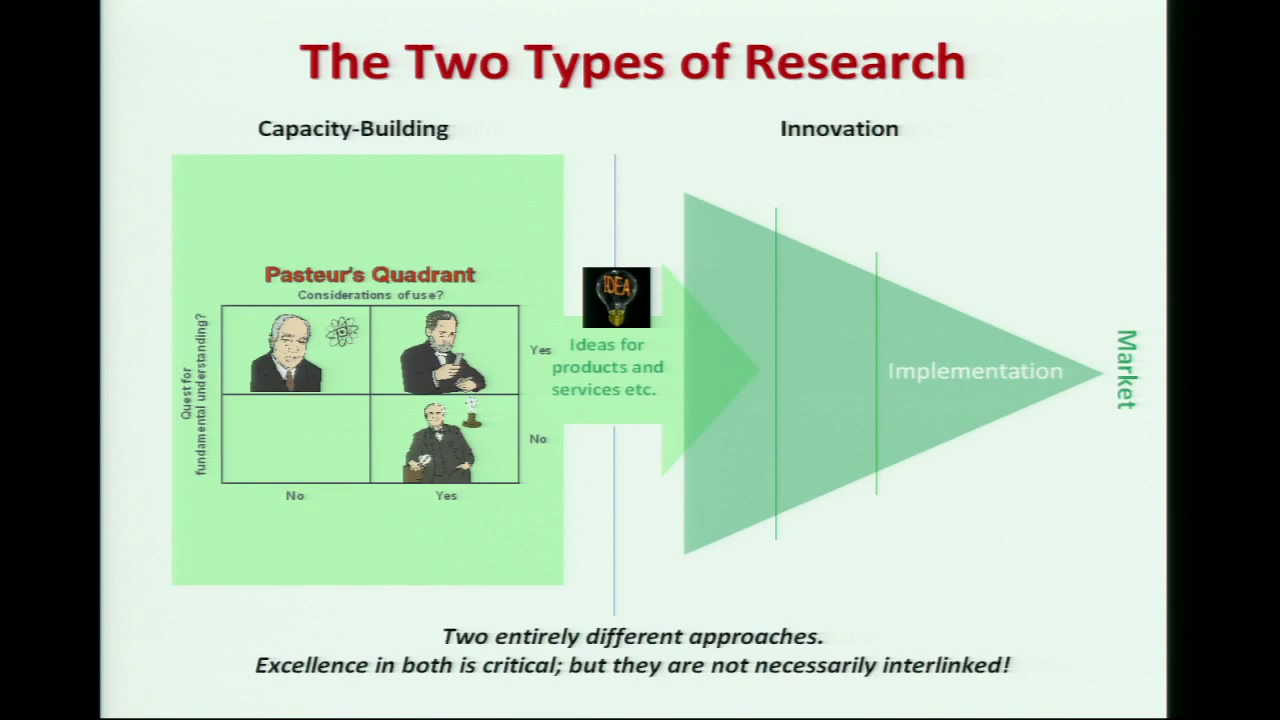 The Two Types of Research
Capacity-Building
Innovation
Pasteur's Quadrant
Considerations of use?
Quest for
fundamental understanding?
Yes
No
No
Yes
IDEA
Ideas for
products and
services etc.
Implementation
Market
Two entirely different approaches.
Excellence in both is critical; but they are not necessarily interlinked!